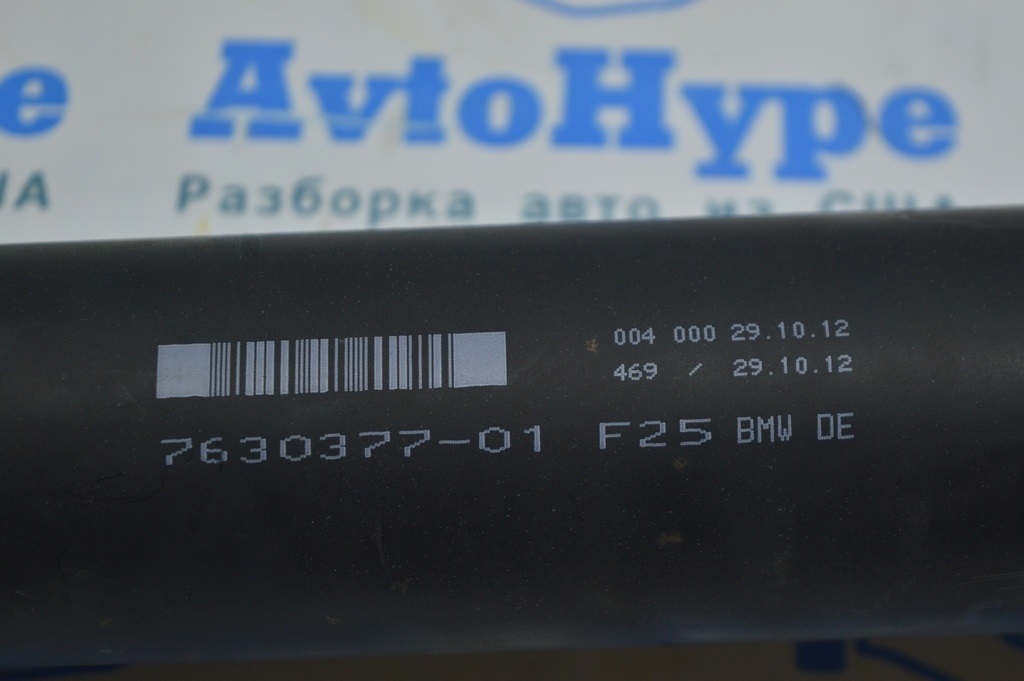 e AvtoHype
Разборка авто из США
004 000 29.10.12
469 / 29.10.12
7630377-01 F25 BMW DE